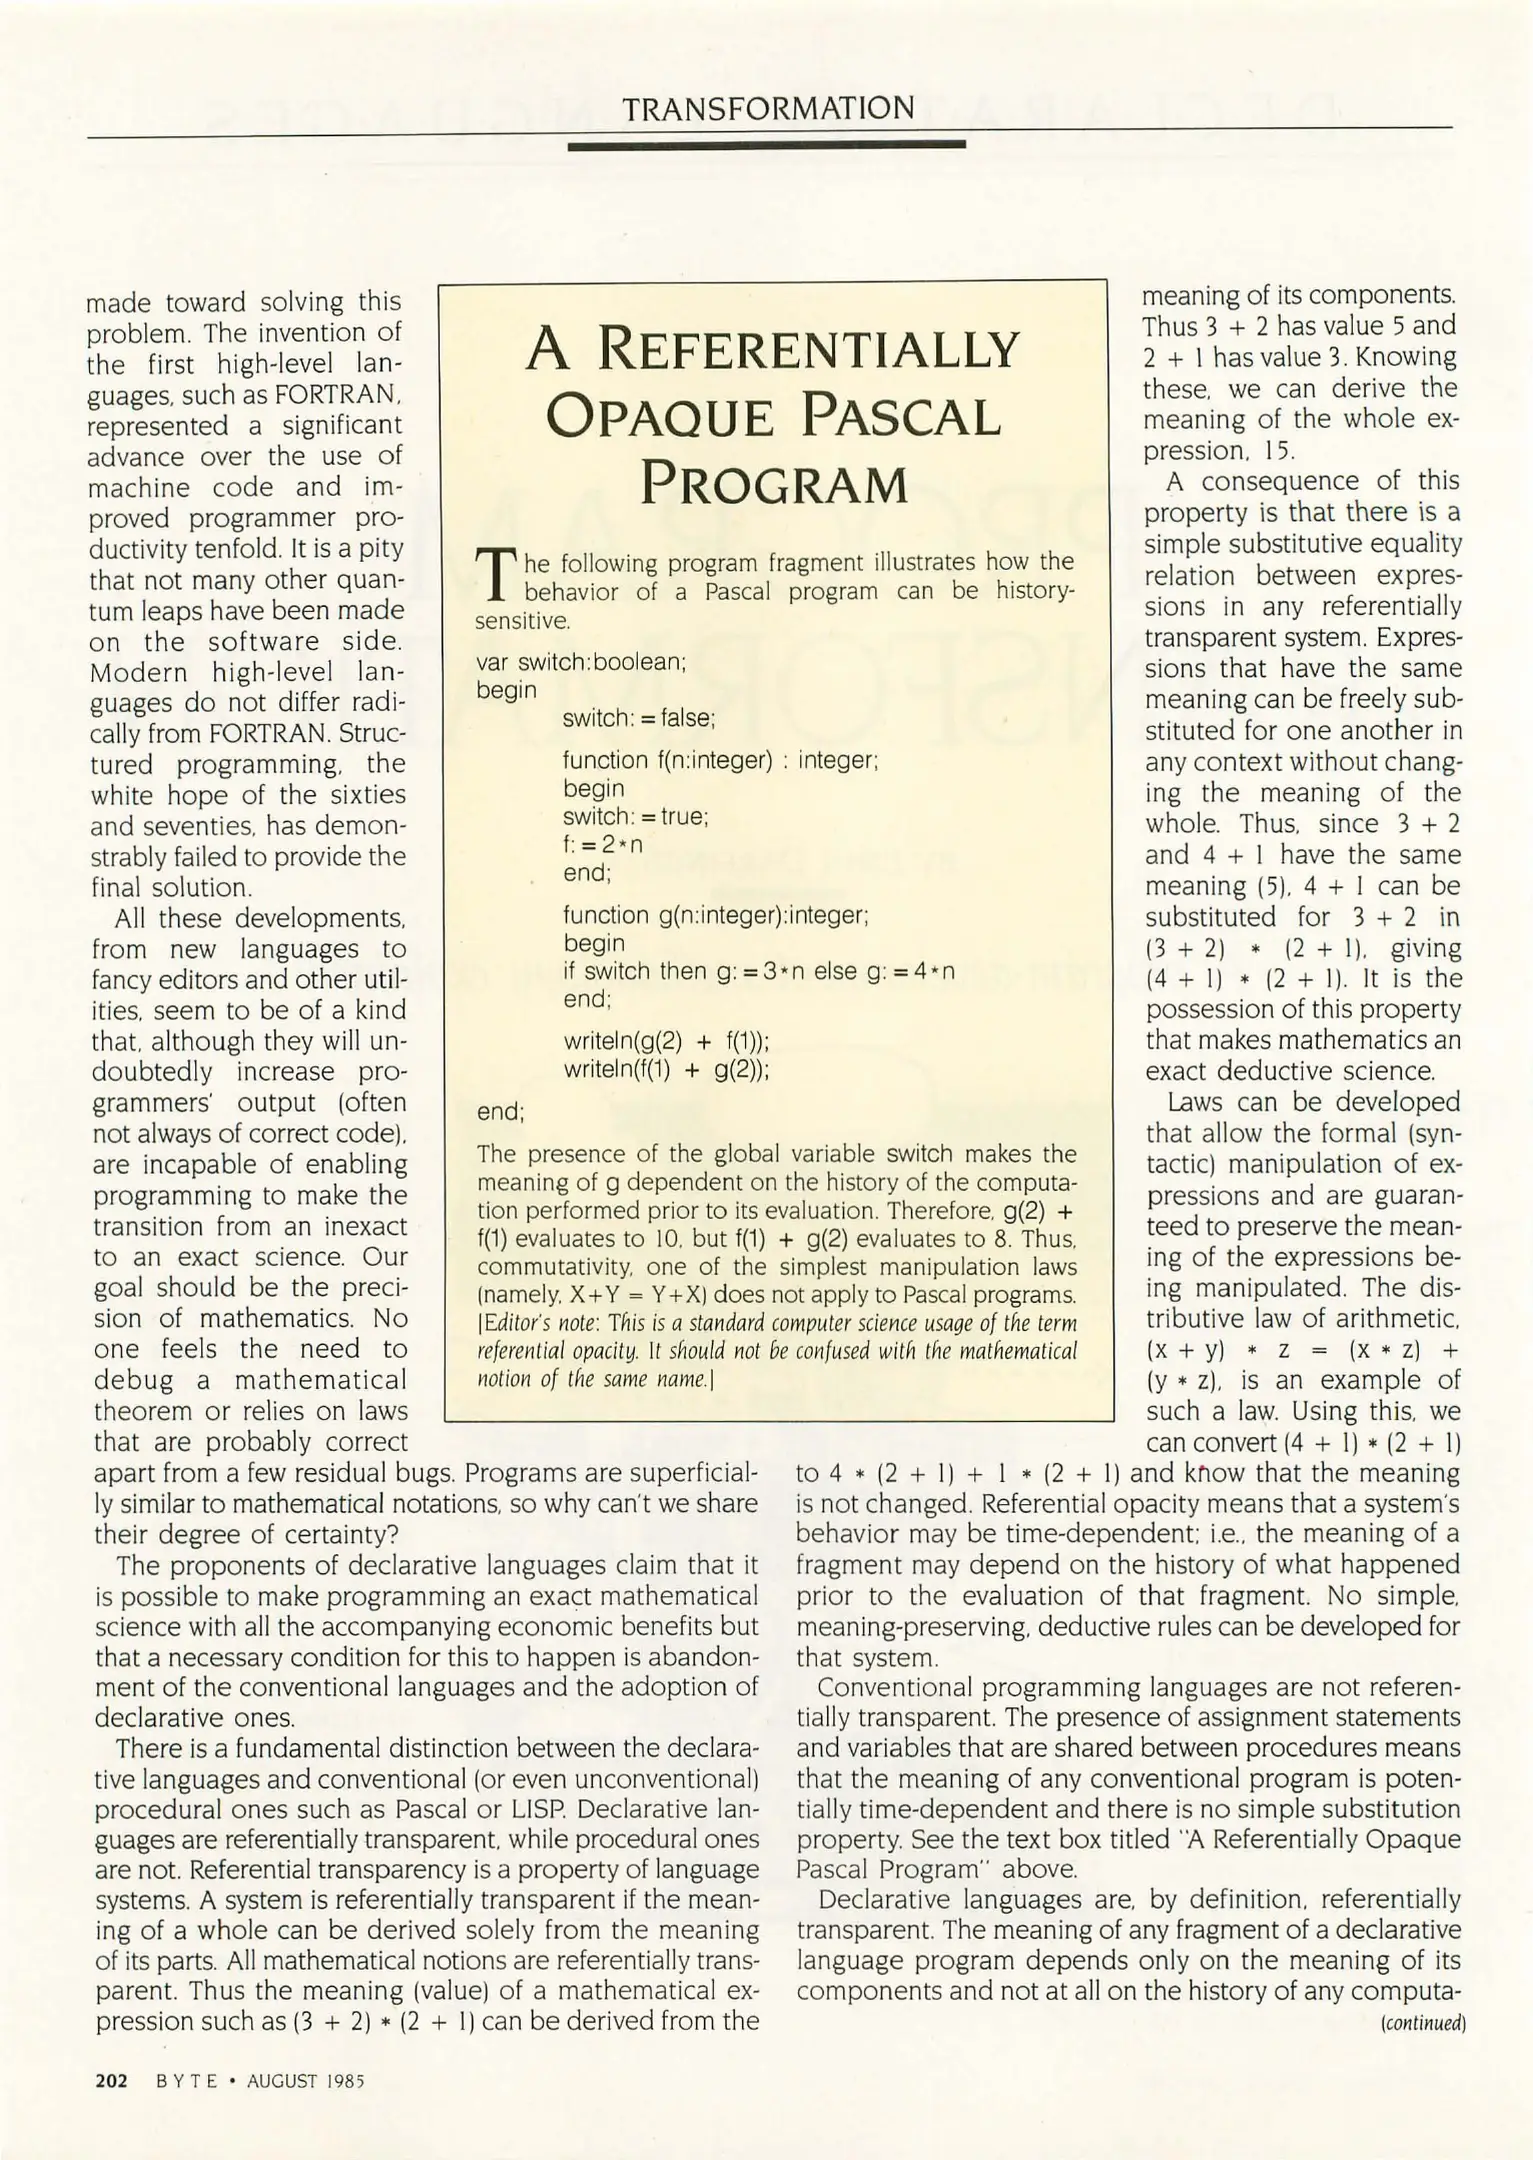 TRANSFORMATION
made toward solving this
problem. The invention of
the first high-level lan-
guages, such as FORTRAN,
represented a significant
advance over the use of
machine code and im-
proved programmer pro-
ductivity tenfold. It is a pity
that not many other quan-
tum leaps have been made
on the software side.
Modern high-level lan-
guages do not differ radi-
cally from FORTRAN. Struc-
tured programming, the
white hope of the sixties
and seventies, has demon-
strably failed to provide the
final solution.
All these developments,
from new languages to
fancy editors and other util-
ities, seem to be of a kind
that, although they will un-
doubtedly increase pro-
grammers' output (often
not always of correct code),
are incapable of enabling
programming to make the
transition from an inexact
to an exact science. Our
goal should be the preci-
sion of mathematics. No
one feels the need to
debug a mathematical
theorem or relies on laws
that are probably correct
apart from a few residual bugs. Programs are superficial-
ly similar to mathematical notations, so why can't we share
their degree of certainty?
The proponents of declarative languages claim that it
is possible to make programming an exact mathematical
science with all the accompanying economic benefits but
that a necessary condition for this to happen is abandon-
ment of the conventional languages and the adoption of
declarative ones.
There is a fundamental distinction between the declara-
tive languages and conventional (or even unconventional)
procedural ones such as Pascal or LISP. Declarative lan-
guages are referentially transparent, while procedural ones
are not. Referential transparency is a property of language
systems. A system is referentially transparent if the mean-
ing of a whole can be derived solely from the meaning
of its parts. All mathematical notions are referentially trans-
parent. Thus the meaning (value) of a mathematical ex-
pression such as (3 + 2) * (2 + 1) can be derived from the
A REFERENTIALLY
OPAQUE PASCAL
PROGRAM
The following program fragment illustrates how the
behavior of a Pascal program can be history-
sensitive.
var switch:boolean;
begin
switch: = false;
function f(n:integer) : integer;
begin
switch: = true;
f: = 2*n
end;
function g(n:integer):integer;
begin
if switch then g: = 3*n else g: = 4*n
end;
writeln(g(2) + f(1));
writeln(f(1) + g(2));
end;
The presence of the global variable switch makes the
meaning of g dependent on the history of the computa-
tion performed prior to its evaluation. Therefore, g(2) +
f(1) evaluates to 10, but f(1) + g(2) evaluates to 8. Thus,
commutativity, one of the simplest manipulation laws
(namely, X+Y = Y+X) does not apply to Pascal programs.
[Editor's note: This is a standard computer science usage of the term
referential opacity. It should not be confused with the mathematical
notion of the same name.]
meaning of its components.
Thus 3 + 2 has value 5 and
2 + 1 has value 3. Knowing
these, we can derive the
meaning of the whole ex-
pression, 15.
A consequence of this
property is that there is a
simple substitutive equality
relation between expres-
sions in any referentially
transparent system. Expres-
sions that have the same
meaning can be freely sub-
stituted for one another in
any context without chang-
ing the meaning of the
whole. Thus, since 3 + 2
and 4 + 1 have the same
meaning (5), 4 + 1 can be
substituted for 3 + 2 in
(3 + 2) * (2 + 1), giving
(4 + 1) * (2 + 1). It is the
possession of this property
that makes mathematics an
exact deductive science.
Laws can be developed
that allow the formal (syn-
tactic) manipulation of ex-
pressions and are guaran-
teed to preserve the mean-
ing of the expressions be-
ing manipulated. The dis-
tributive law of arithmetic,
(x + y) * z = (x * z) +
(y * z), is an example of
such a law. Using this, we
can convert (4 + 1) * (2 + 1)
to 4 * (2 + 1) + 1 * (2 + 1) and know that the meaning
is not changed. Referential opacity means that a system's
behavior may be time-dependent; i.e., the meaning of a
fragment may depend on the history of what happened
prior to the evaluation of that fragment. No simple,
meaning-preserving, deductive rules can be developed for
that system.
Conventional programming languages are not referen-
tially transparent. The presence of assignment statements
and variables that are shared between procedures means
that the meaning of any conventional program is poten-
tially time-dependent and there is no simple substitution
property. See the text box titled "A Referentially Opaque
Pascal Program" above.
Declarative languages are, by definition, referentially
transparent. The meaning of any fragment of a declarative
language program depends only on the meaning of its
components and not at all on the history of any computa-
(continued)
202 BYTE • AUGUST 1985